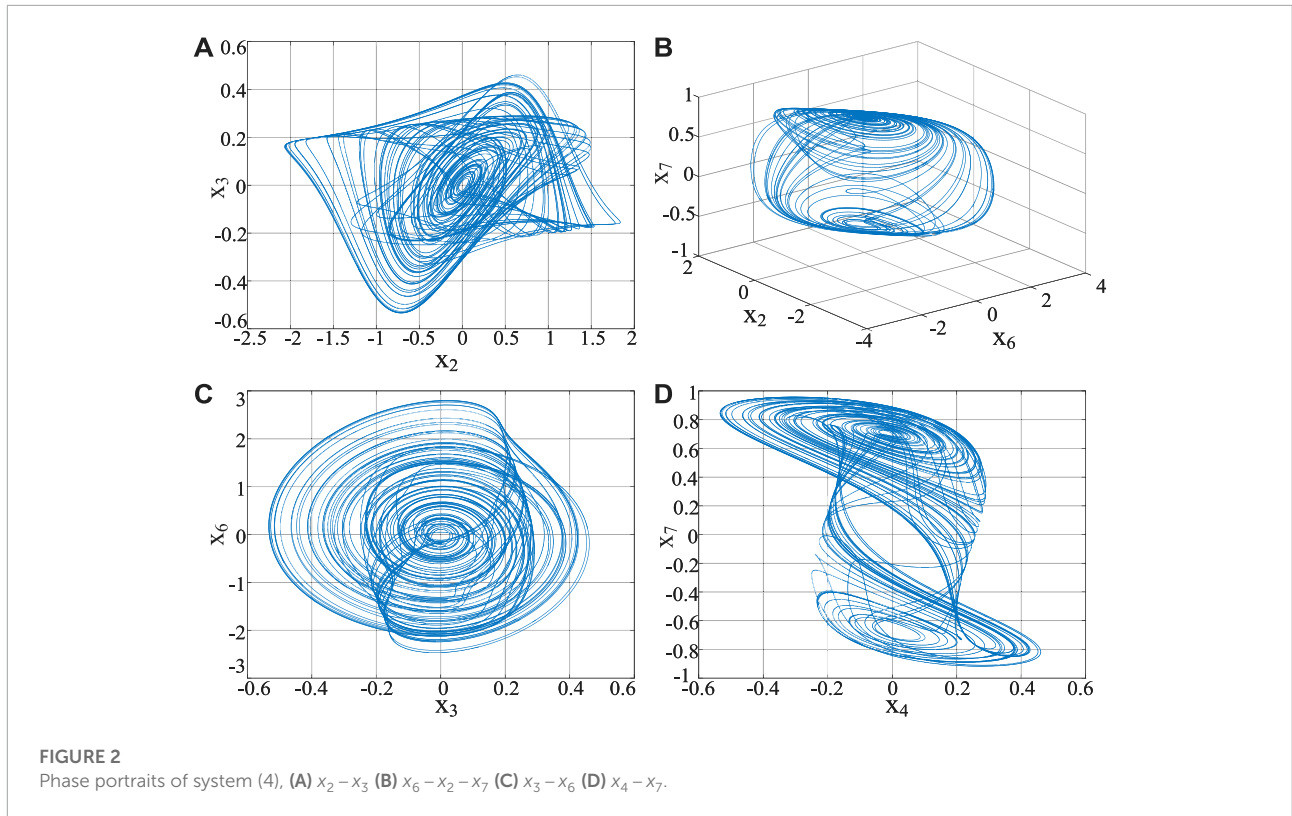 A
0.6
0.4
0.2
0
-0.2
-0.4
-0.6
x3
-2.5 -2 -1.5 -1 -0.5 0 0.5 1 1.5 2
x2
B
1
0.5
0
-0.5
-1
x7
2
0
-2
-4
x2
-2
0
2
4
x6
C
3
2
1
0
-1
-2
-3
x6
-0.6 -0.4 -0.2 0 0.2 0.4 0.6
x3
D
1
0.8
0.6
0.4
0.2
0
-0.2
-0.4
-0.6
-0.8
-1
x7
-0.6 -0.4 -0.2 0 0.2 0.4 0.6
x4
FIGURE 2
Phase portraits of system (4), (A) x2 – x3 (B) x6 – x2 – x7 (C) x3 – x6 (D) x4 – x7.